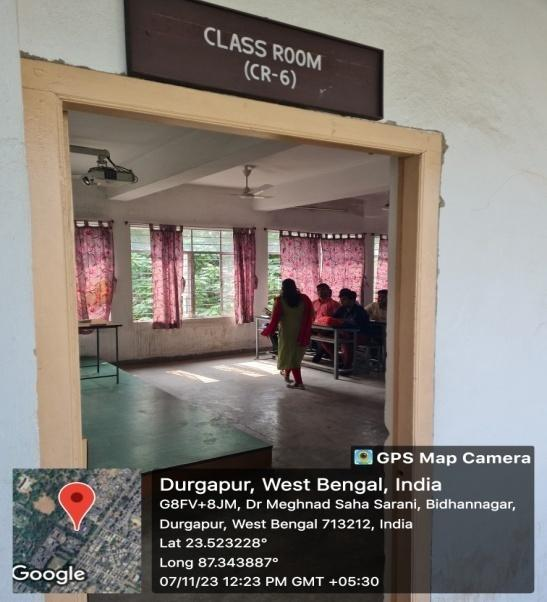 CLASS ROOM
(CR-6)
GPS Map Camera
Durgapur, West Bengal, India
G8FV+8JM, Dr Meghnad Saha Sarani, Bidhannagar,
Durgapur, West Bengal 713212, India
Lat 23.523228°
Long 87.343887°
07/11/23 12:23 PM GMT +05:30
Google